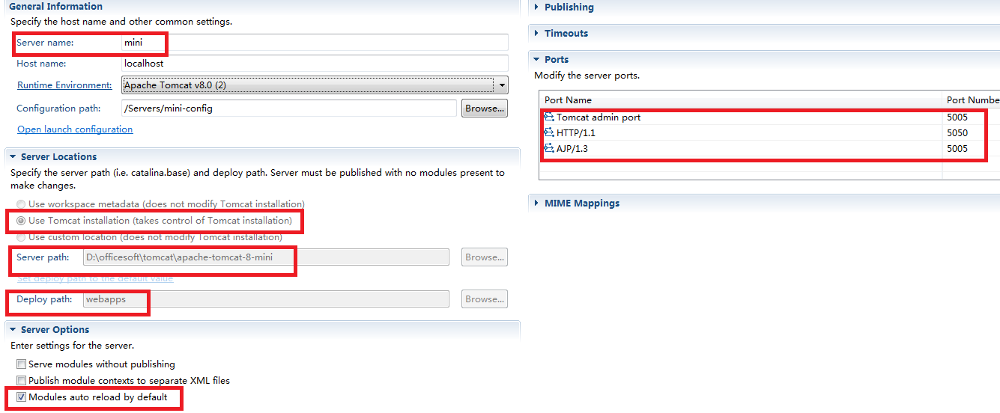 General Information
Specify the host name and other common settings.
Server name: mini
Host name: localhost
Runtime Environment: Apache Tomcat v8.0 (2)
Configuration path: /Servers/mini-config Browse...
Open launch configuration
Server Locations
Specify the server path (i.e. catalina.base) and deploy path. Server must be published with no modules present to
make changes.
Use workspace metadata (does not modify Tomcat installation)
Use Tomcat installation (takes control of Tomcat installation)
Use custom location (does not modify Tomcat installation)
Server path: D:\officesoft\tomcat\apache-tomcat-8-mini Browse...
Set deploy path to the default value
Deploy path: webapps Browse...
Server Options
Enter settings for the server.
Serve modules without publishing
Publish module contexts to separate XML files
Modules auto reload by default
Publishing
Timeouts
Ports
Modify the server ports.
Port Name Port Numbe
Tomcat admin port 5005
HTTP/1.1 5050
AJP/1.3 5005
MIME Mappings